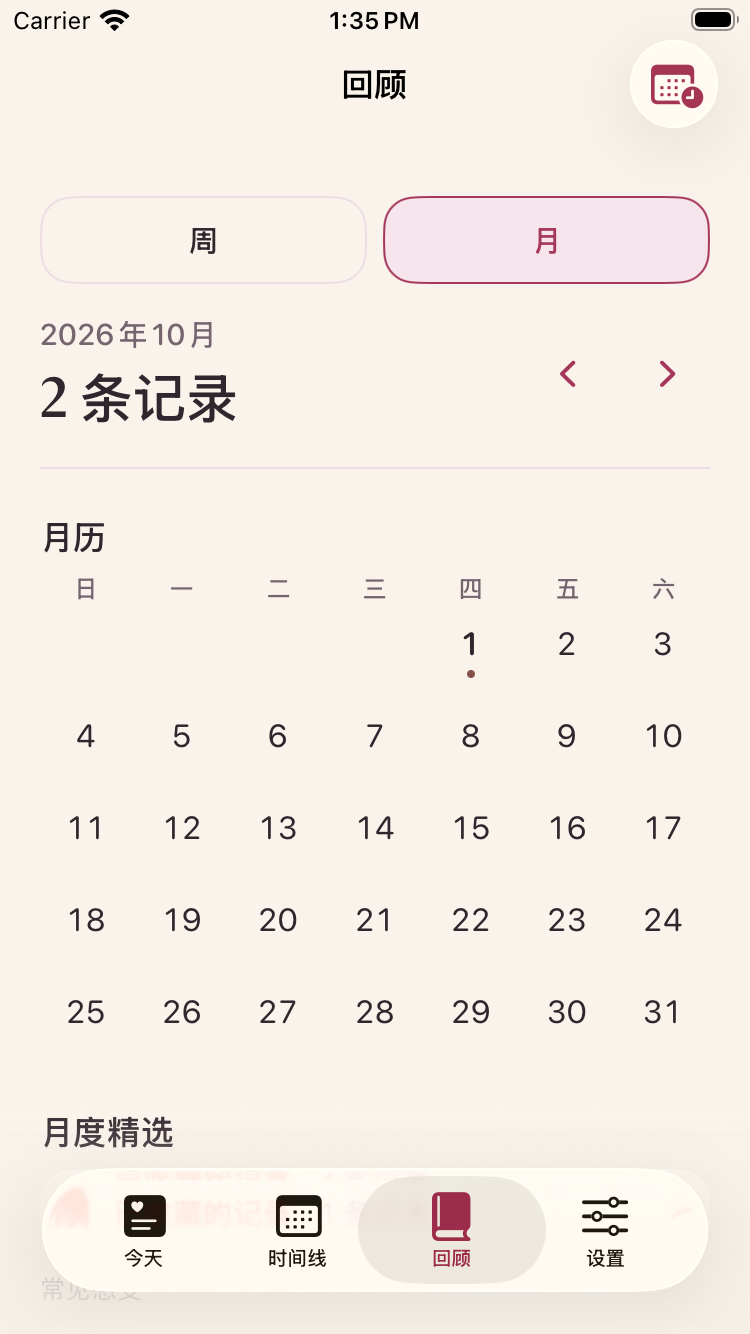 Carrier 1:35 PM
回顾
周 月
2026年10月
2 条记录
月历
日 一 二 三 四 五 六
1 2 3
4 5 6 7 8 9 10
11 12 13 14 15 16 17
18 19 20 21 22 23 24
25 26 27 28 29 30 31
月度精选
今天 时间线 回顾 设置